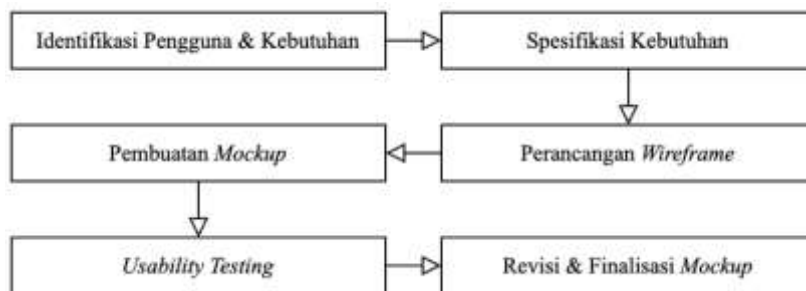 Identifikasi Pengguna & Kebutuhan
Spesifikasi Kebutuhan
Perancangan Wireframe
Pembuatan Mockup
Usability Testing
Revisi & Finalisasi Mockup